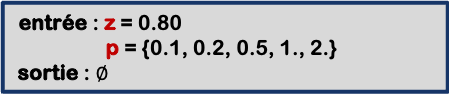 entrée : z = 0.80
p = {0.1, 0.2, 0.5, 1., 2.}
sortie : ∅